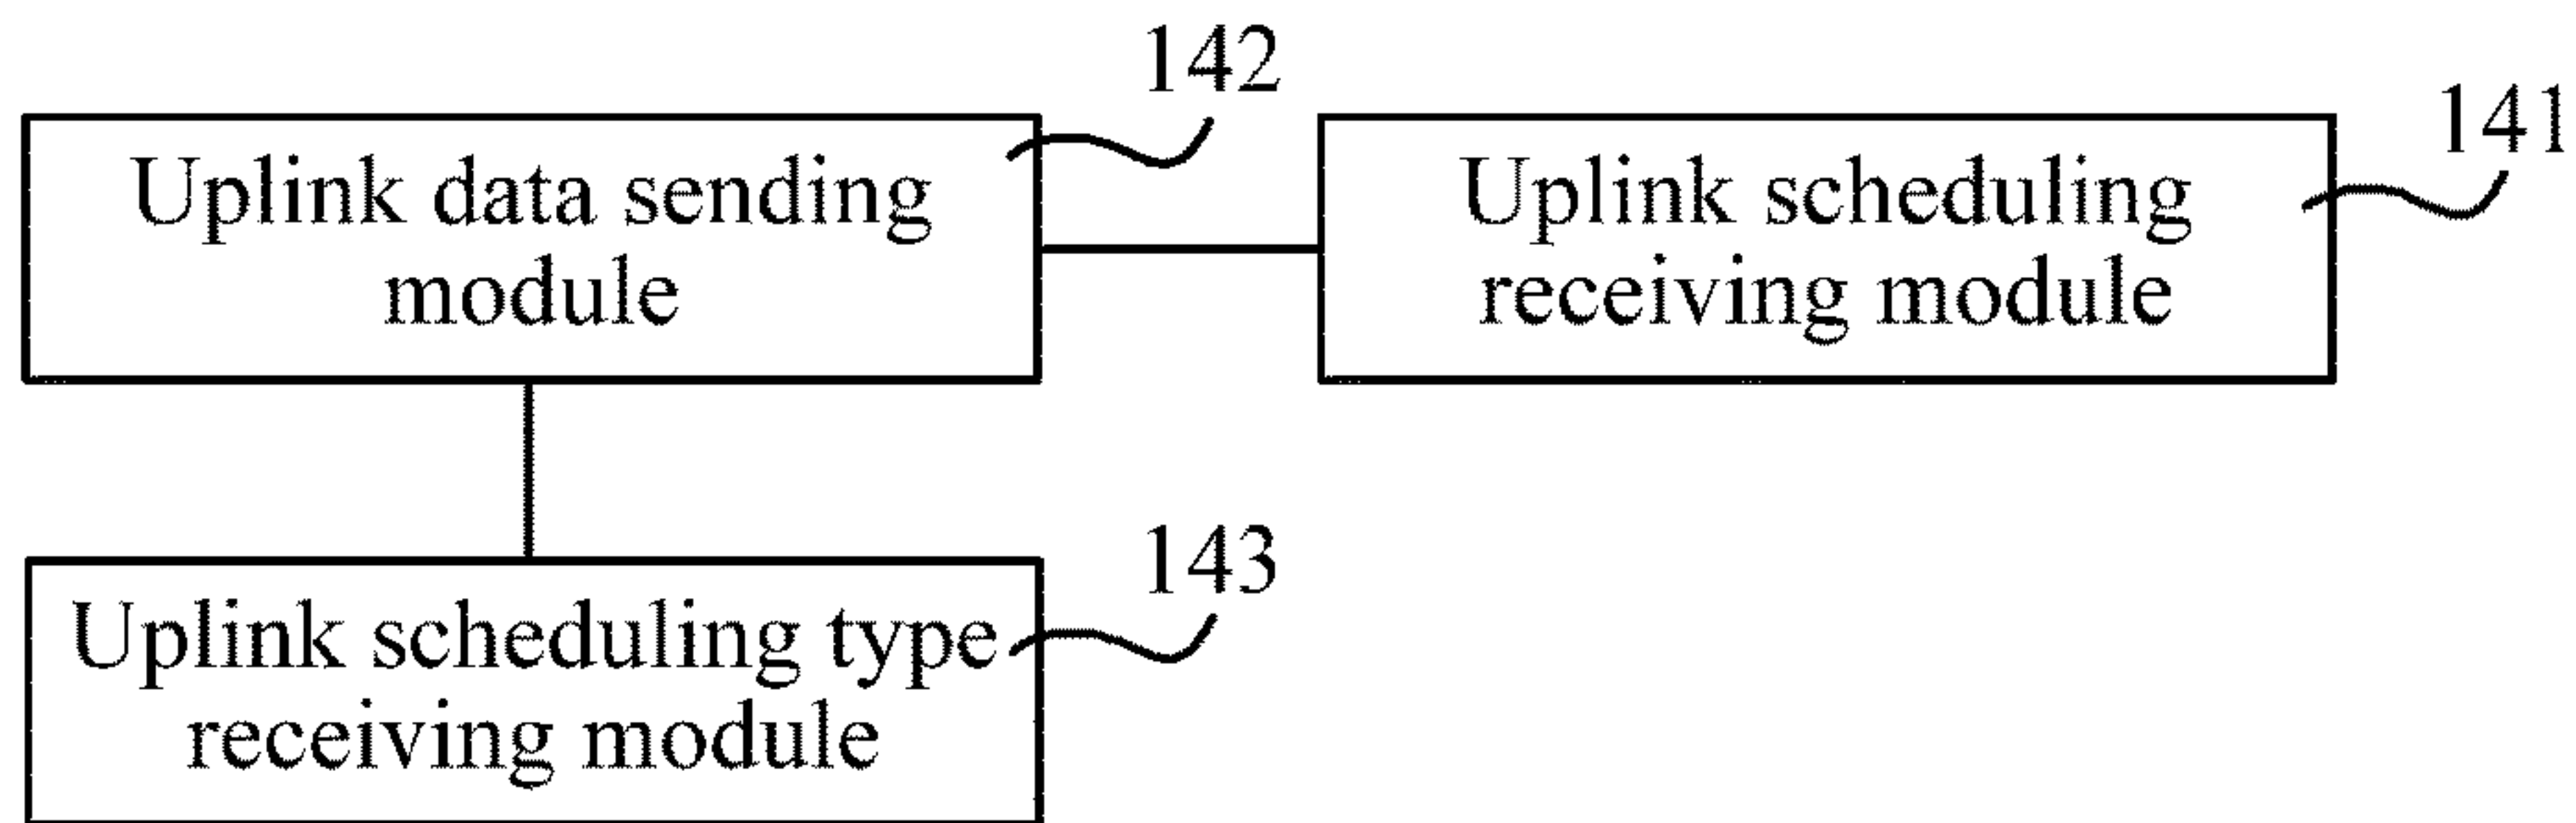 142
Uplink data sending
module
141
Uplink scheduling
receiving module
143
Uplink scheduling type
receiving module